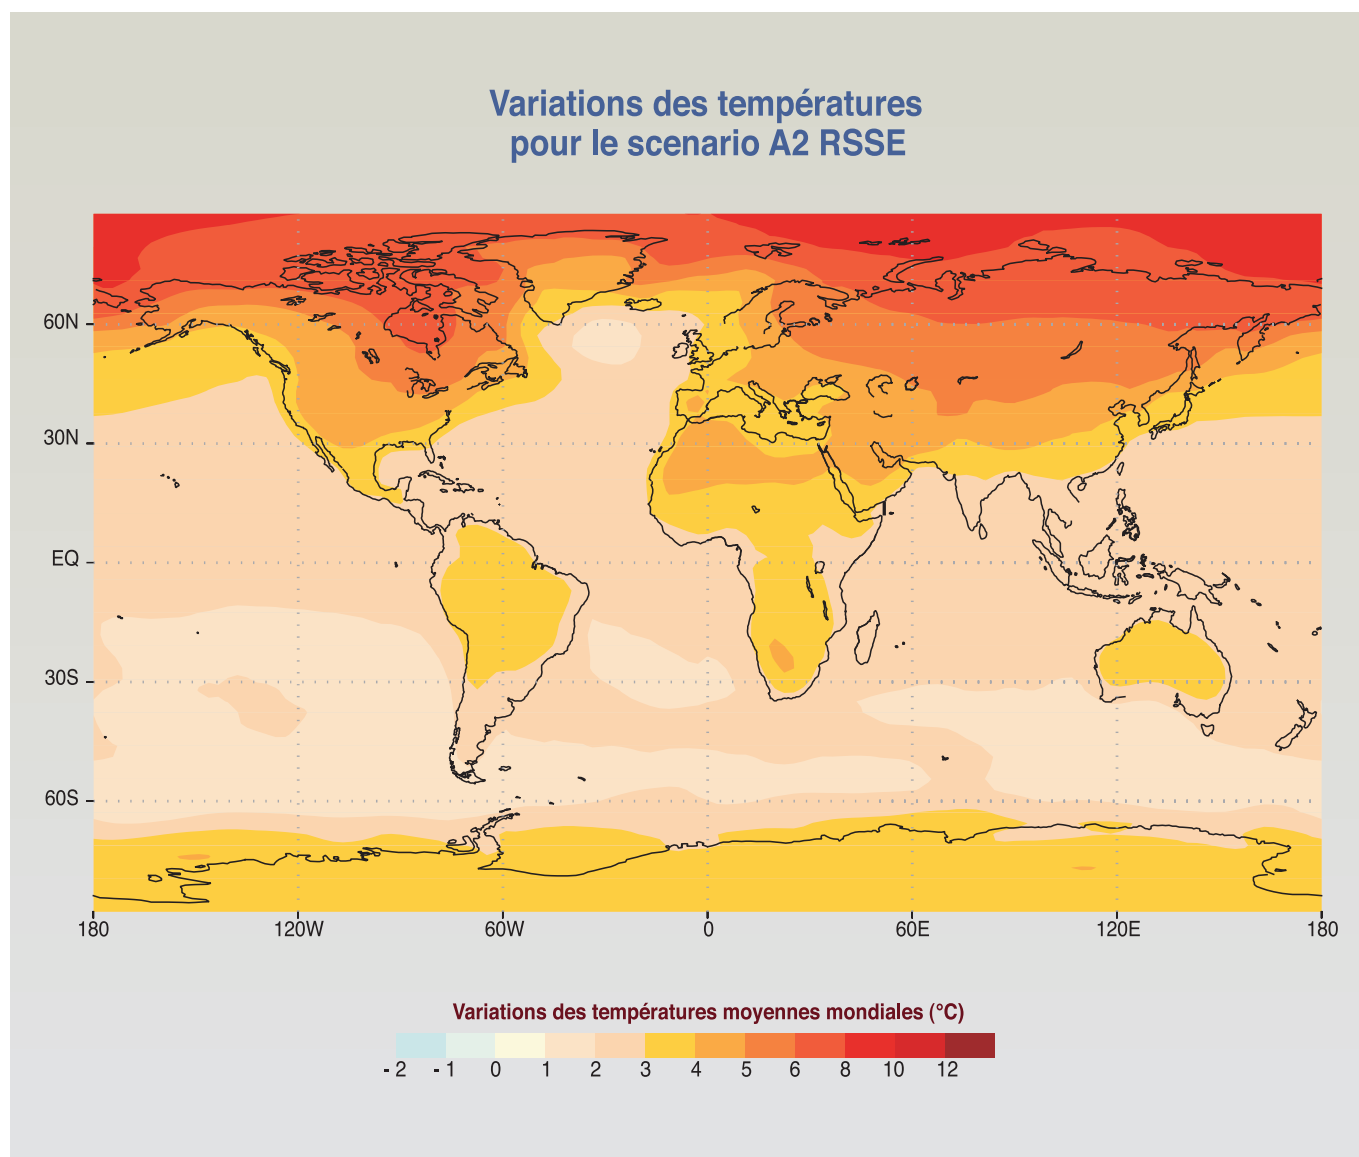 Variations des températures
pour le scenario A2 RSSE
60N
30N
EQ
30S
60S
180 120W 60W 0 60E 120E 180
Variations des températures moyennes mondiales (°C)
- 2 - 1 0 1 2 3 4 5 6 8 10 12